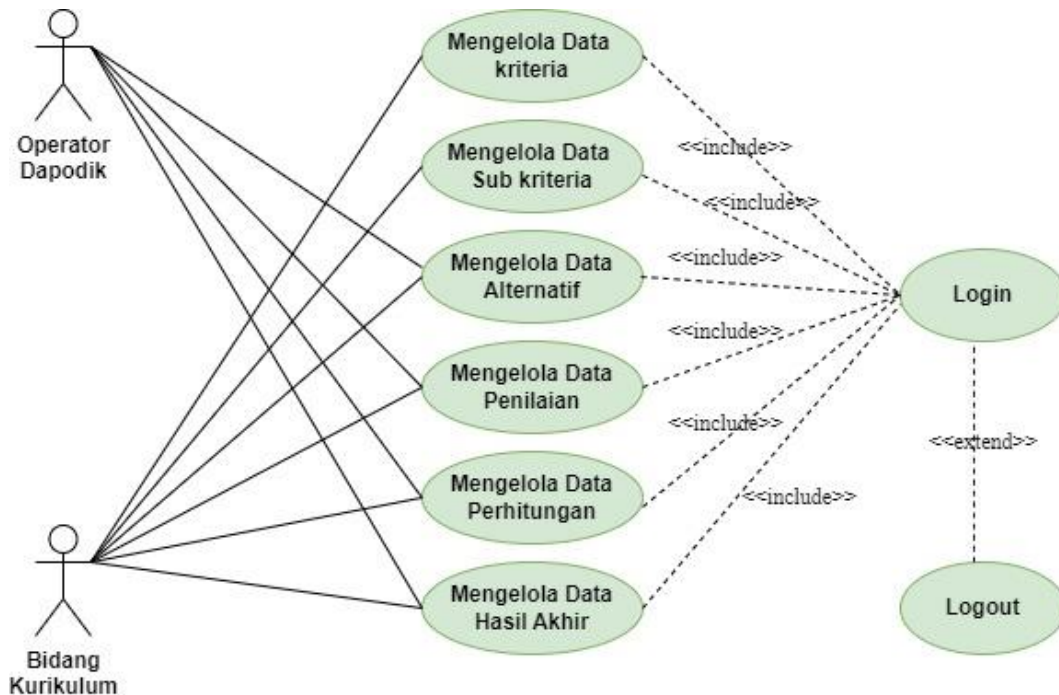 Operator
Dapodik
Bidang
Kurikulum
Mengelola Data
kriteria
Mengelola Data
Sub kriteria
Mengelola Data
Alternatif
Mengelola Data
Penilaian
Mengelola Data
Perhitungan
Mengelola Data
Hasil Akhir
<<include>>
<<include>>
<<include>>
<<include>>
<<include>>
<<include>>
Login
<<extend>>
Logout